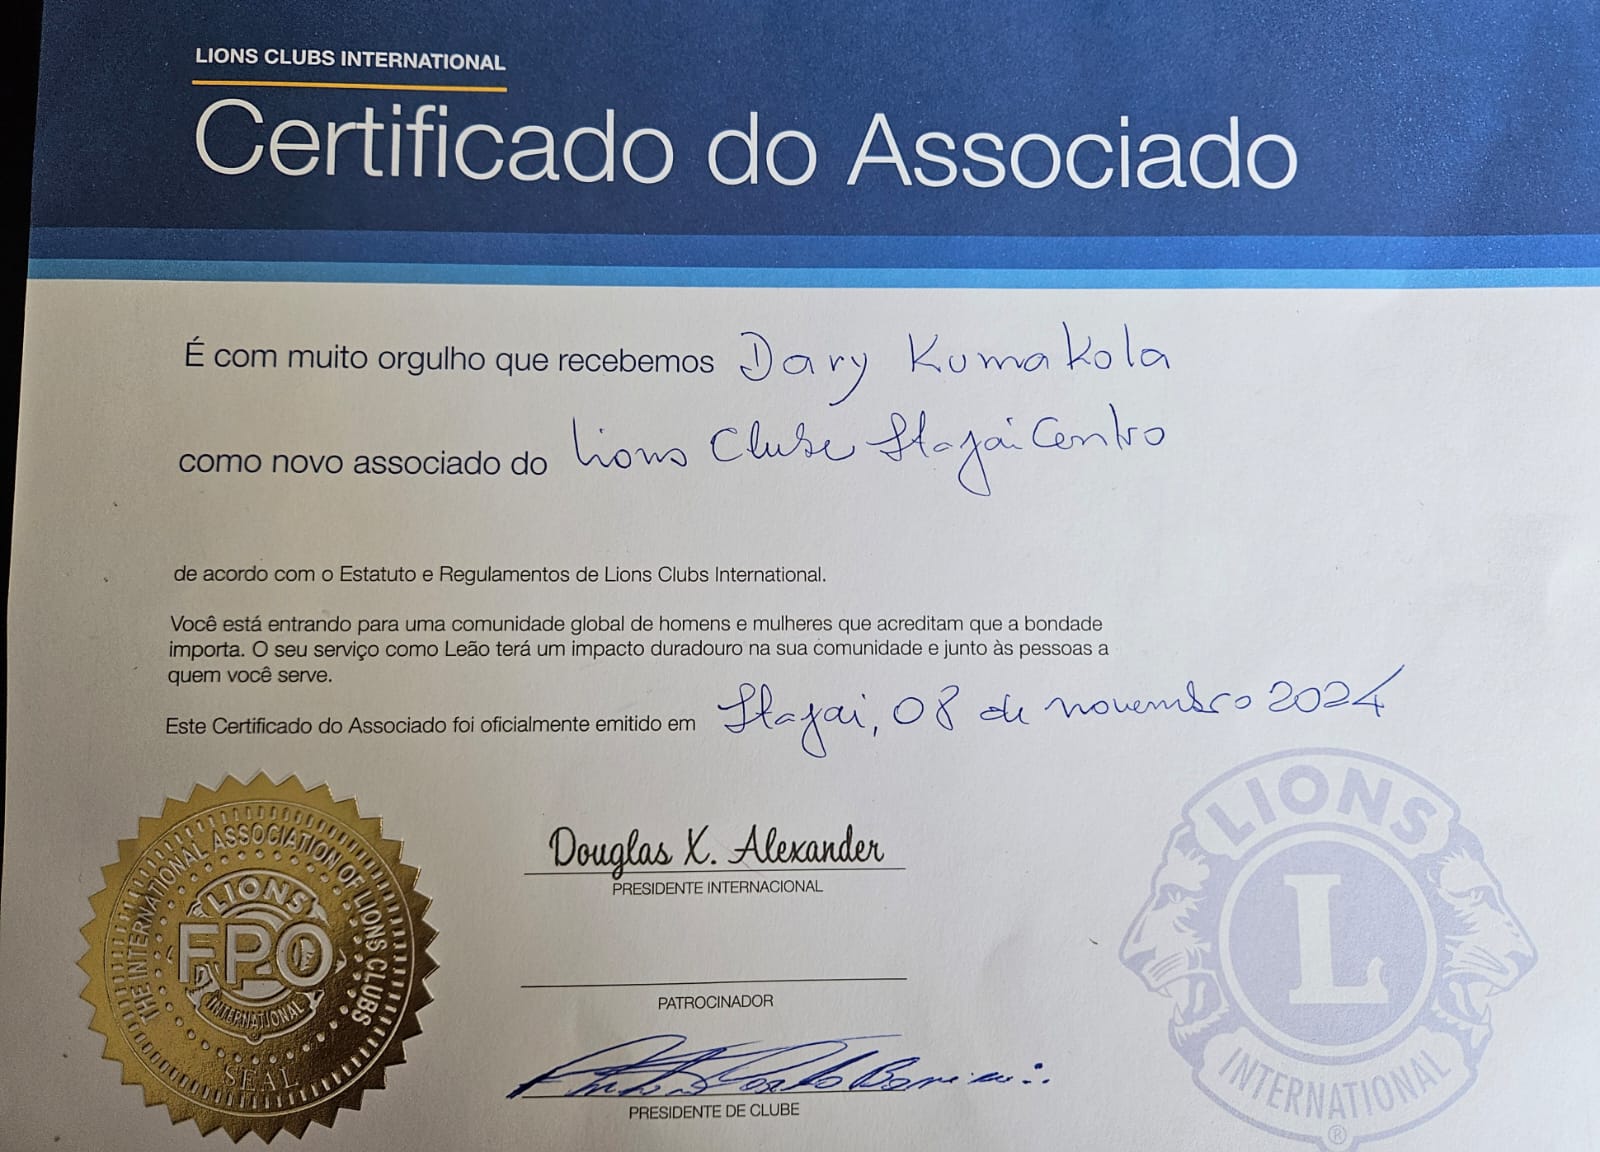 LIONS CLUBS INTERNATIONAL
Certificado do Associado
É com muito orgulho que recebemos Dary Kumakola
como novo associado do Lions Clube Itajai Centro
de acordo com o Estatuto e Regulamentos de Lions Clubs International.
Você está entrando para uma comunidade global de homens e mulheres que acreditam que a bondade
importa. O seu serviço como Leão terá um impacto duradouro na sua comunidade e junto às pessoas a
quem você serve.
Este Certificado do Associado foi oficialmente emitido em Itajai, 08 de novembro 2024
THE INTERNATIONAL ASSOCIATION OF LIONS CLUBS
LIONS
FPO
INTERNATIONAL
SEAL
Douglas X. Alexander
PRESIDENTE INTERNACIONAL
PATROCINADOR
PRESIDENTE DE CLUBE
LIONS
L
INTERNATIONAL
®